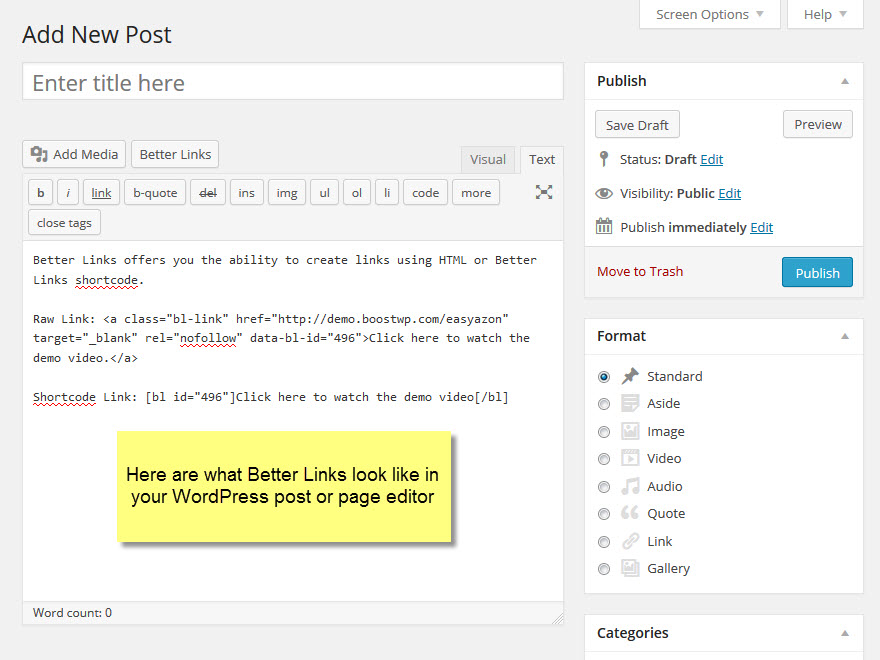 Screen Options
Help
Add New Post
Enter title here
Add Media
Better Links
Visual
Text
b
i
link
b-quote
del
ins
img
ul
ol
li
code
more
close tags
Better Links offers you the ability to create links using HTML or Better
Links shortcode.
Raw Link: <a class="bl-link" href="http://demo.boostwp.com/easyazon"
target="_blank" rel="nofollow" data-bl-id="496">Click here to watch the
demo video.</a>
Shortcode Link: [bl id="496"]Click here to watch the demo video[/bl]
Here are what Better Links look like in
your WordPress post or page editor
Word count: 0
Publish
Save Draft
Preview
Status: Draft Edit
Visibility: Public Edit
Publish immediately Edit
Move to Trash
Publish
Format
Standard
Aside
Image
Video
Audio
Quote
Link
Gallery
Categories